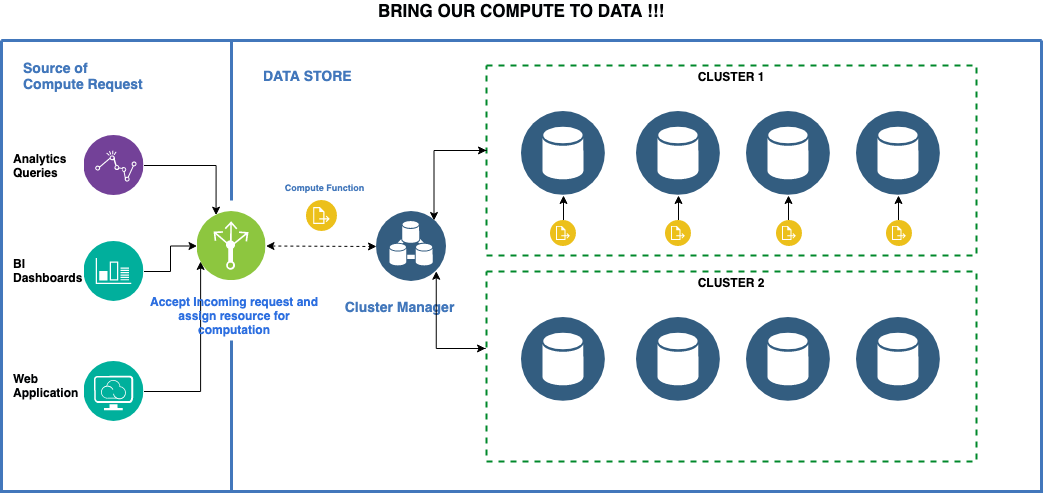 BRING OUR COMPUTE TO DATA !!!
Source of
Compute Request
DATA STORE
CLUSTER 1
Analytics
Queries
Compute Function
BI
Dashboards
CLUSTER 2
Accept Incoming request and
assign resource for
computation
Cluster Manager
Web
Application